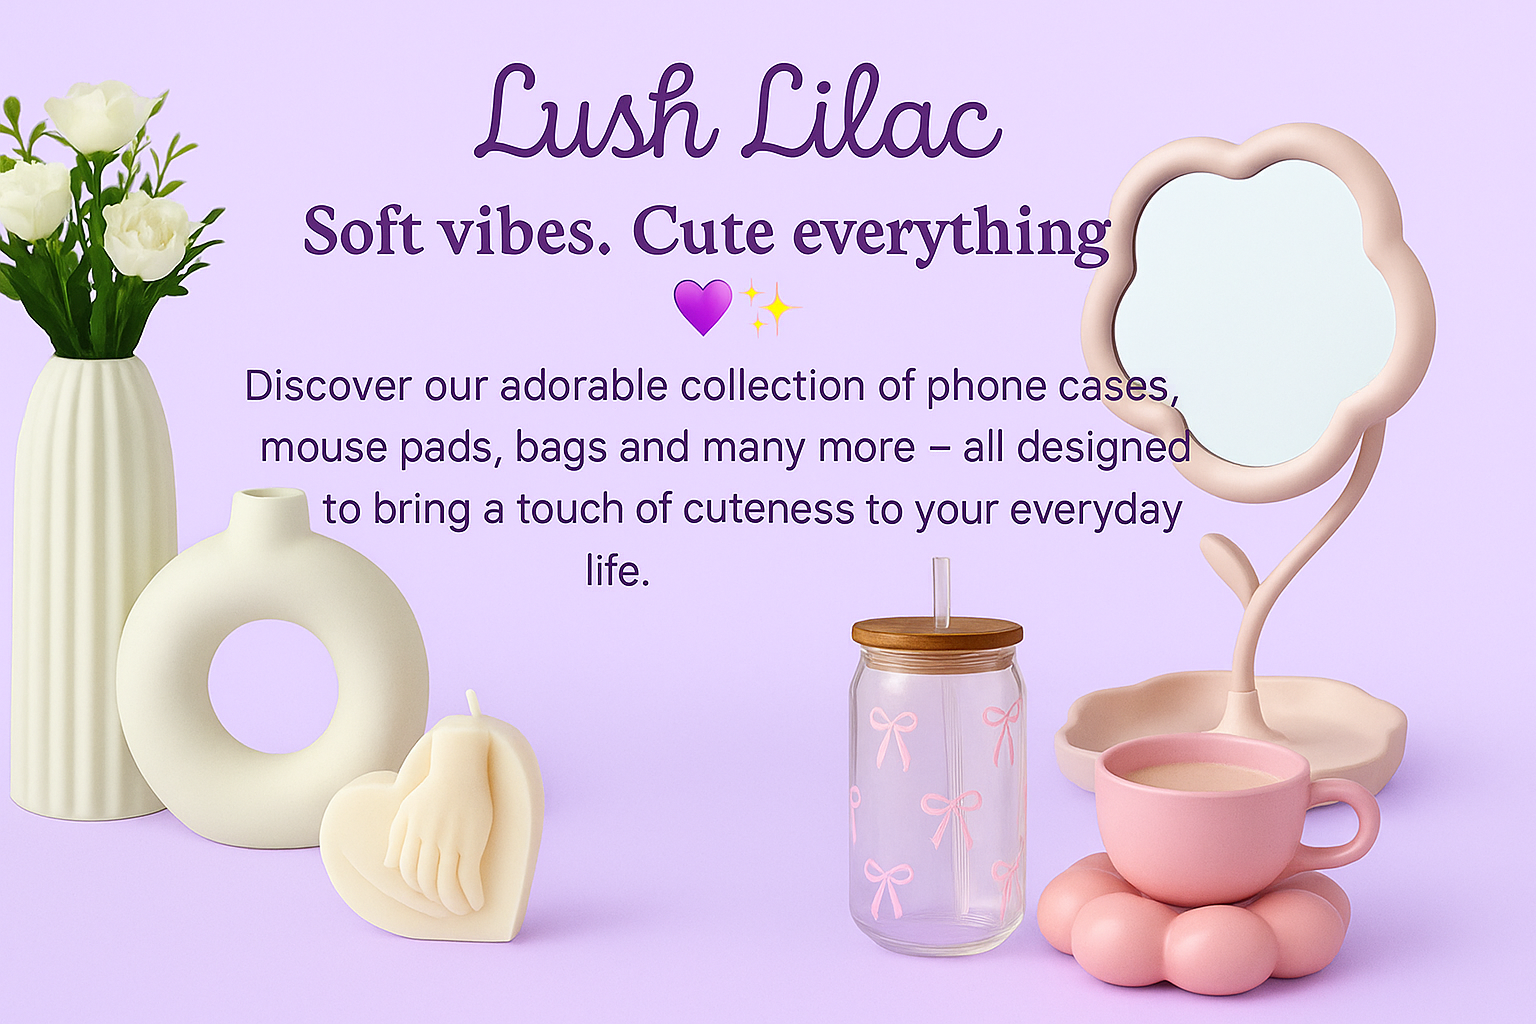 Lush Lilac
Soft vibes. Cute everything
💜✨
Discover our adorable collection of phone cases,
mouse pads, bags and many more – all designed
to bring a touch of cuteness to your everyday
life.